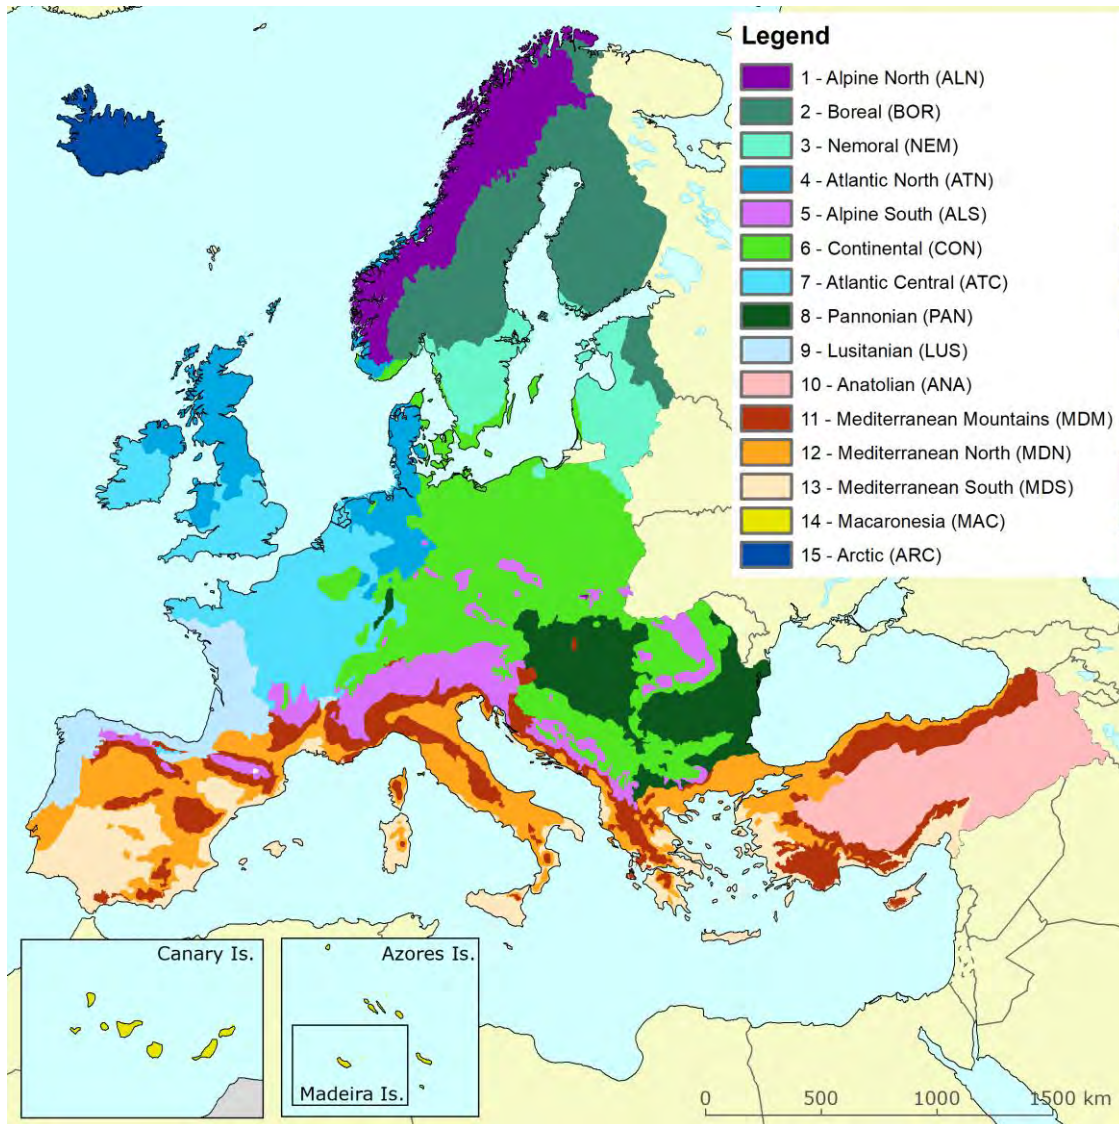 Legend
1 - Alpine North (ALN)
2 - Boreal (BOR)
3 - Nemoral (NEM)
4 - Atlantic North (ATN)
5 - Alpine South (ALS)
6 - Continental (CON)
7 - Atlantic Central (ATC)
8 - Pannonian (PAN)
9 - Lusitanian (LUS)
10 - Anatolian (ANA)
11 - Mediterranean Mountains (MDM)
12 - Mediterranean North (MDN)
13 - Mediterranean South (MDS)
14 - Macaronesia (MAC)
15 - Arctic (ARC)
Canary Is.
Azores Is.
Madeira Is.
0 500 1000 1500 km